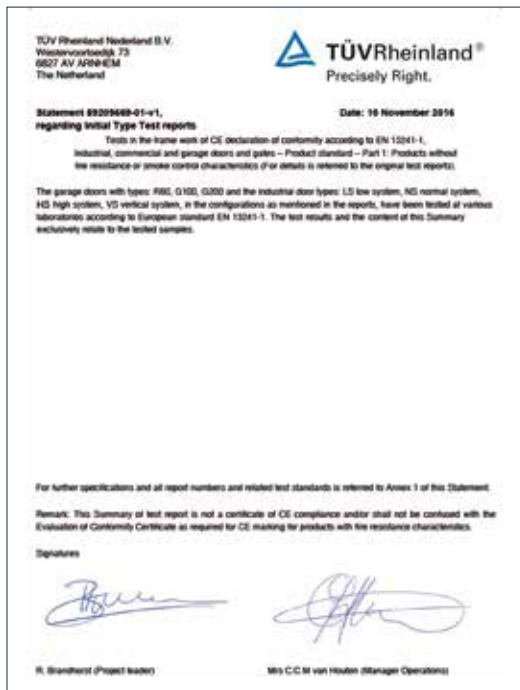 TÜV Rheinland Nederland B.V.
Westervoortsedijk 73
6827 AV ARNHEM
The Netherland
TÜVRheinland®
Precisely Right.
Statement 89209669-01-v1,
regarding Initial Type Test reports
Date: 16 November 2016
Tests in the frame work of CE declaration of conformity according to EN 13241-1,
Industrial, commercial and garage doors and gates – Product standard – Part 1: Products without
fire resistance or smoke control characteristics (For details is referred to the original test reports).
The garage doors with types: R60, G100, G200 and the industrial door types: LS low system, NS normal system,
HS high system, VS vertical system, in the configurations as mentioned in the reports, have been tested at various
laboratories according to European standard EN 13241-1. The test results and the content of this Summary
exclusively relate to the tested samples.
For further specifications and all report numbers and related test standards is referred to Annex 1 of this Statement.
Remark: This Summary of test report is not a certificate of CE compliance and/or shall not be confused with the
Evaluation of Conformity Certificate as required for CE marking for products with fire resistance characteristics.
Signatures
R. Brandhorst (Project leader)
Mrs C.C.M van Houten (Manager Operations)